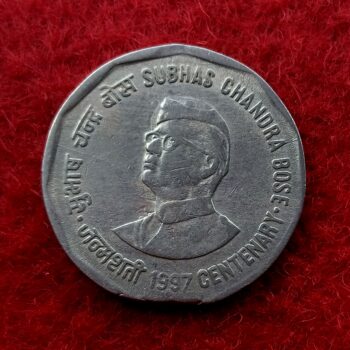 सुभाष चन्द्र बोस SUBHAS CHANDRA BOSE
जन्मशती 1997 CENTENARY